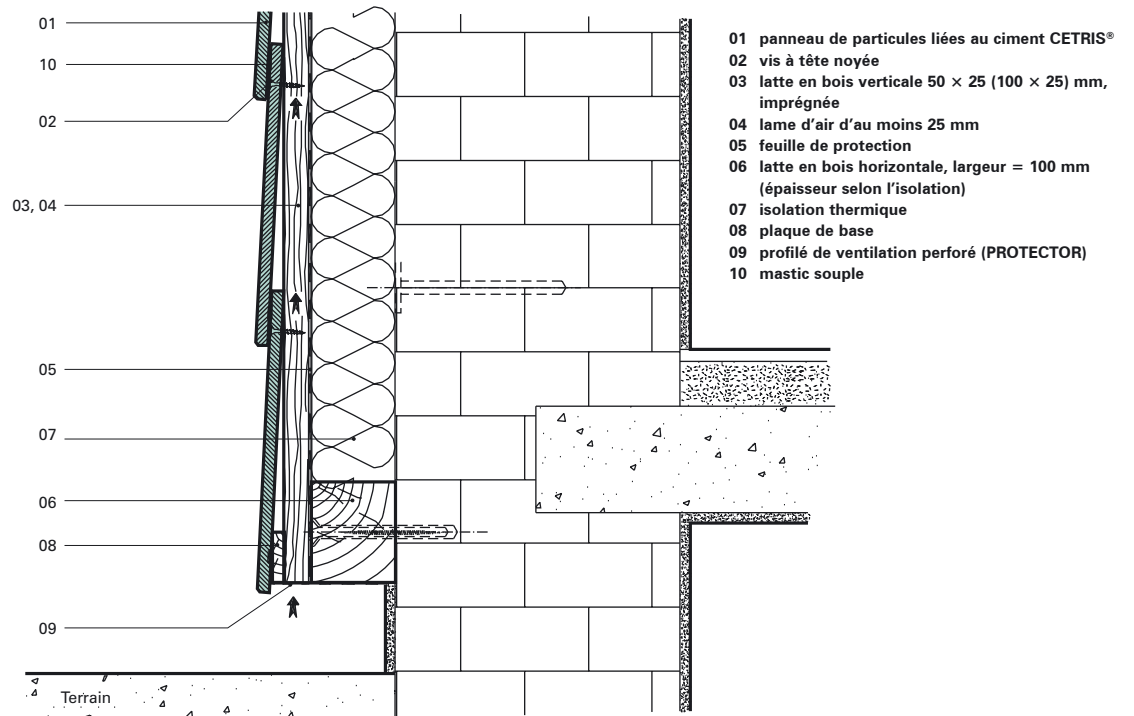 01
10
02
03, 04
05
07
06
08
09
Terrain
01 panneau de particules liées au ciment CETRIS®
02 vis à tête noyée
03 latte en bois verticale 50 × 25 (100 × 25) mm,
imprégnée
04 lame d’air d’au moins 25 mm
05 feuille de protection
06 latte en bois horizontale, largeur = 100 mm
(épaisseur selon l’isolation)
07 isolation thermique
08 plaque de base
09 profilé de ventilation perforé (PROTECTOR)
10 mastic souple